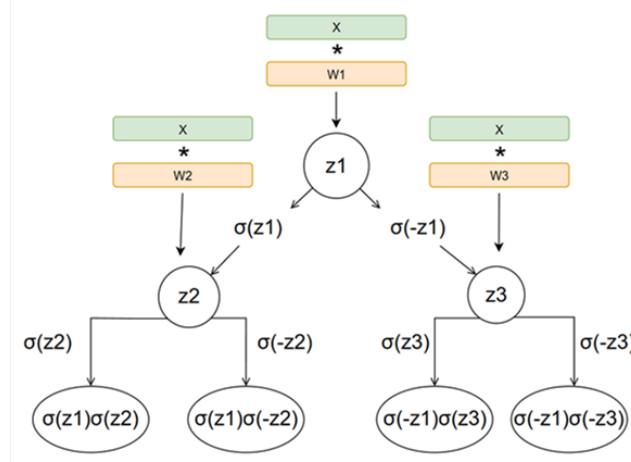 X
*
W1
X
*
W2
X
*
W3
z1
σ(z1)
σ(-z1)
z2
z3
σ(z2)
σ(-z2)
σ(z3)
σ(-z3)
σ(z1)σ(z2)
σ(z1)σ(-z2)
σ(-z1)σ(z3)
σ(-z1)σ(-z3)